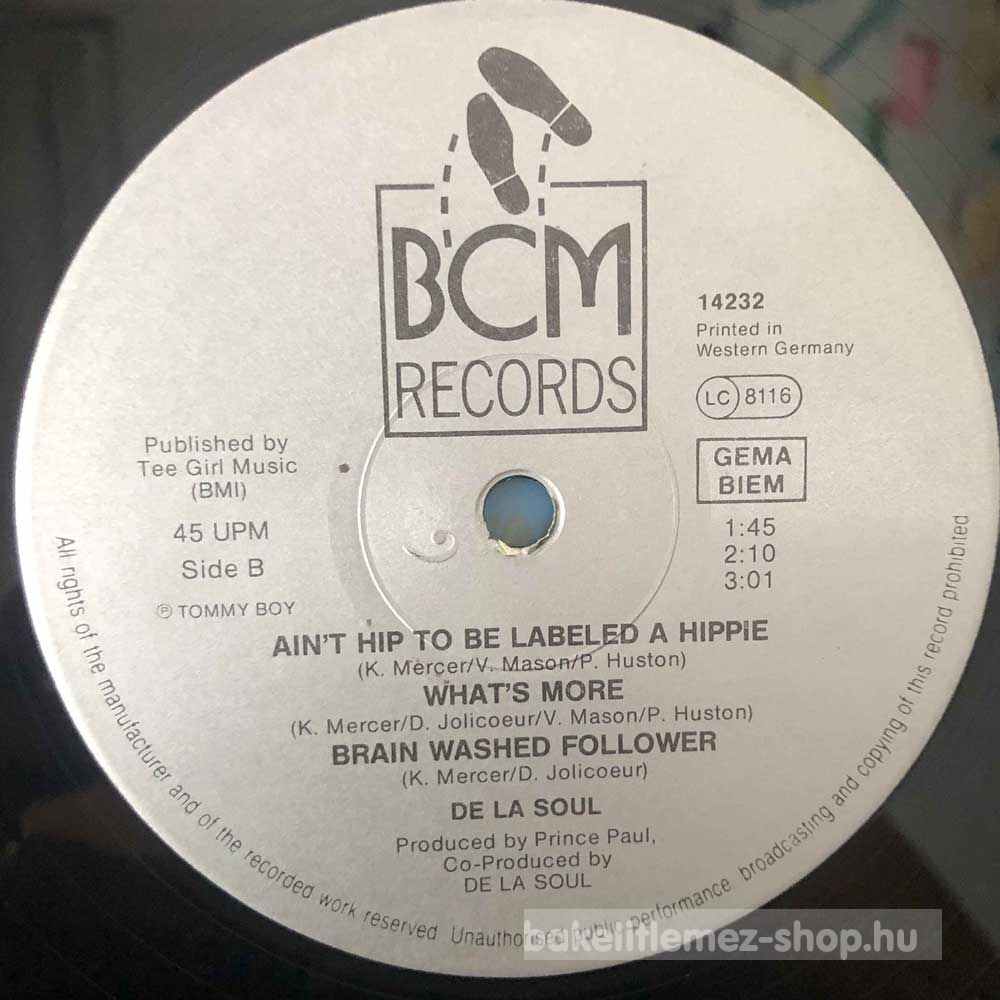 BCM
RECORDS
14232
Printed in
Western Germany
LC 8116
GEMA
BIEM
Published by
Tee Girl Music
(BMI)
45 UPM
Side B
℗ TOMMY BOY
1:45
2:10
3:01
AIN'T HIP TO BE LABELED A HIPPIE
(K. Mercer/V. Mason/P. Huston)
WHAT'S MORE
(K. Mercer/D. Jolicoeur/V. Mason/P. Huston)
BRAIN WASHED FOLLOWER
(K. Mercer/D. Jolicoeur)
DE LA SOUL
Produced by Prince Paul,
Co-Produced by
DE LA SOUL
All rights of the manufacturer and of the recorded work reserved. Unauthorised public performance broadcasting and copying of this record prohibited
bakelitlemez-shop.hu